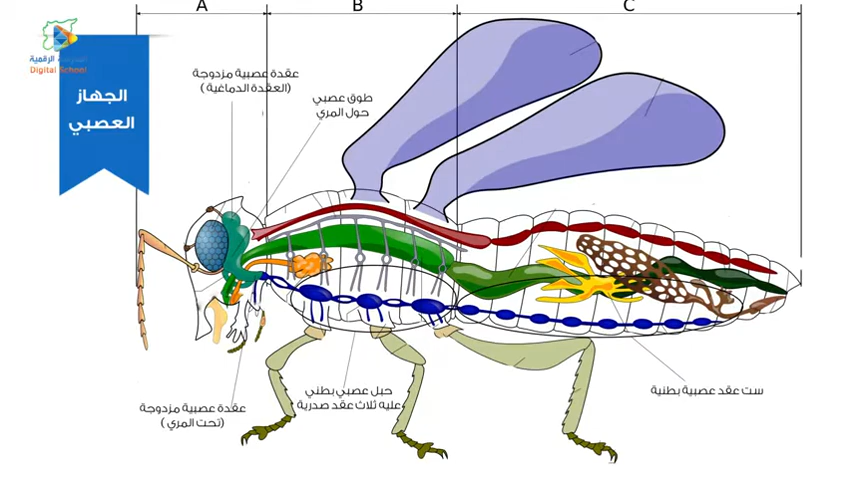 A B C
المدرسة الرقمية
Digital School
الجهاز
العصبي
عقدة عصبية مزدوجة
(العقدة الدماغية)
طوق عصبي
حول المري
عقدة عصبية مزدوجة
(تحت المري)
حبل عصبي بطني
عليه ثلاث عقد صدرية
ست عقد عصبية بطنية